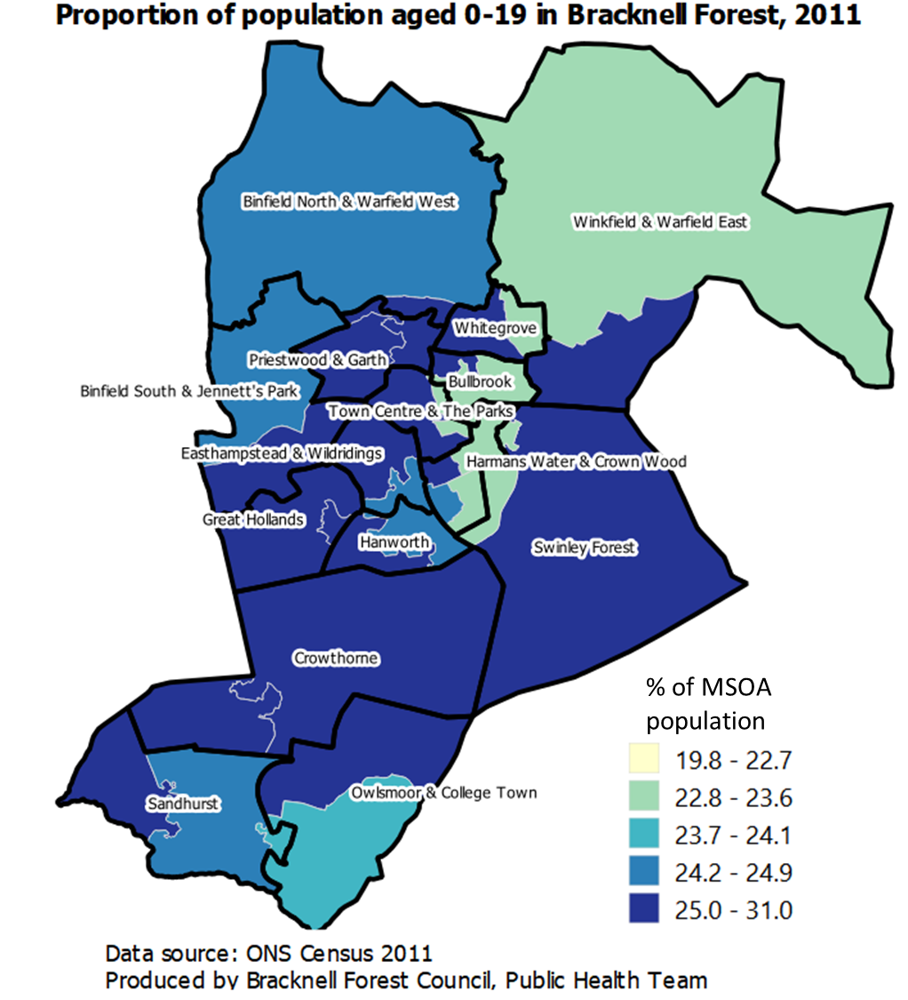 Proportion of population aged 0-19 in Bracknell Forest, 2011
Binfield North & Warfield West
Winkfield & Warfield East
Whitegrove
Priestwood & Garth
Bullbrook
Binfield South & Jennett's Park
Town Centre & The Parks
Easthampstead & Wildridings
Harmans Water & Crown Wood
Great Hollands
Hanworth
Swinley Forest
Crowthorne
Owlsmoor & College Town
Sandhurst
% of MSOA
population
19.8 - 22.7
22.8 - 23.6
23.7 - 24.1
24.2 - 24.9
25.0 - 31.0
Data source: ONS Census 2011
Produced by Bracknell Forest Council, Public Health Team